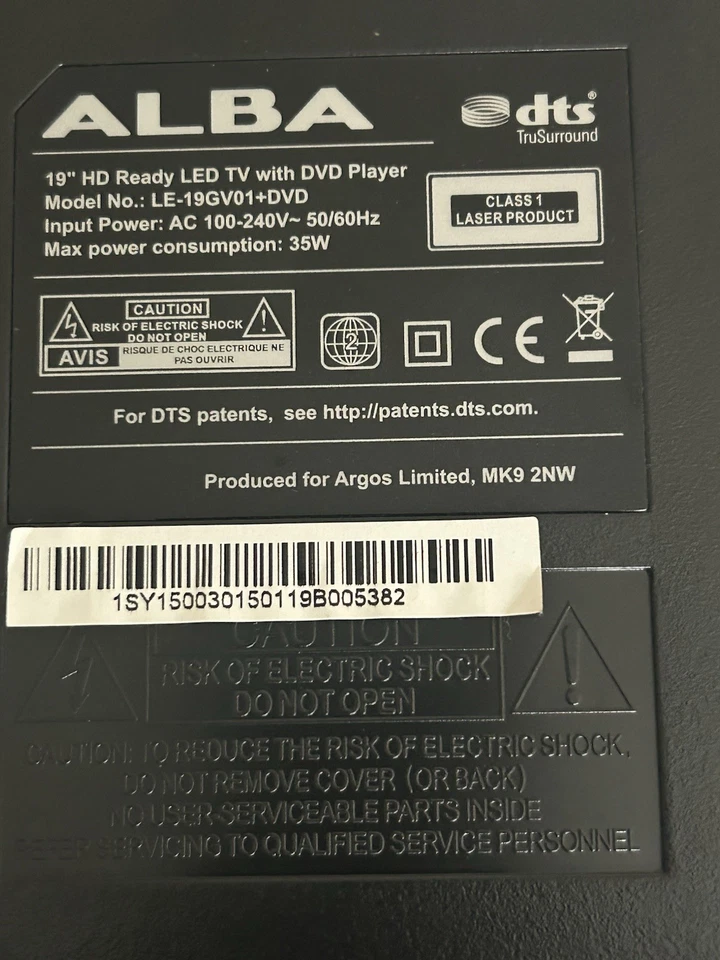 ALBA
dts®
TruSurround
19" HD Ready LED TV with DVD Player
Model No.: LE-19GV01+DVD
Input Power: AC 100-240V~ 50/60Hz
Max power consumption: 35W
CLASS 1
LASER PRODUCT
CAUTION
RISK OF ELECTRIC SHOCK
DO NOT OPEN
AVIS
RISQUE DE CHOC ELECTRIQUE NE
PAS OUVRIR
2
CE
For DTS patents, see http://patents.dts.com.
Produced for Argos Limited, MK9 2NW
1SY150030150119B005382
CAUTION
RISK OF ELECTRIC SHOCK
DO NOT OPEN
CAUTION: TO REDUCE THE RISK OF ELECTRIC SHOCK,
DO NOT REMOVE COVER (OR BACK)
NO USER-SERVICEABLE PARTS INSIDE
REFER SERVICING TO QUALIFIED SERVICE PERSONNEL